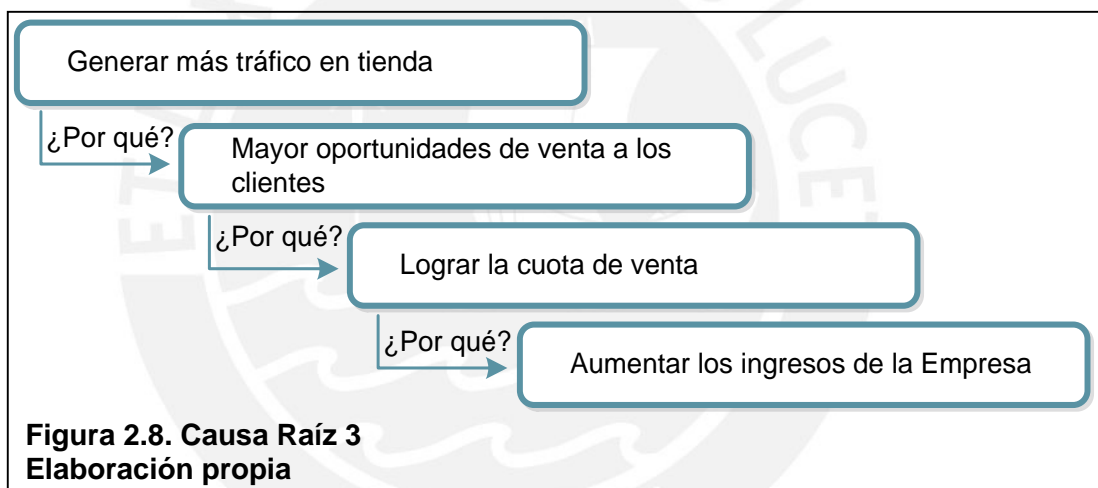 Generar más tráfico en tienda
¿Por qué?
Mayor oportunidades de venta a los
clientes
¿Por qué?
Lograr la cuota de venta
¿Por qué?
Aumentar los ingresos de la Empresa
Figura 2.8. Causa Raíz 3
Elaboración propia